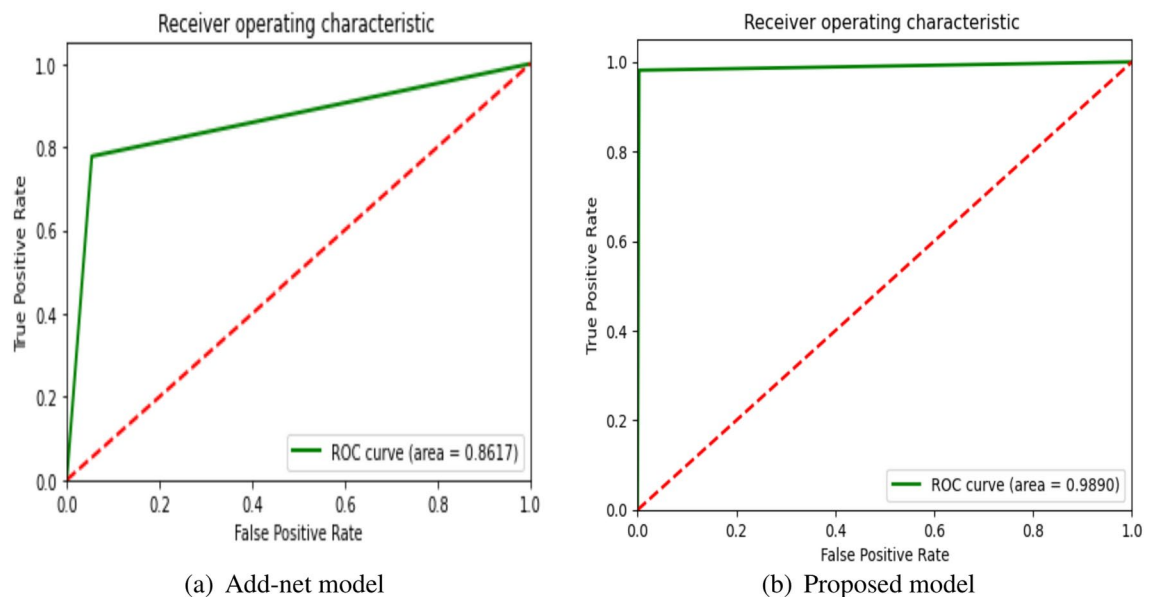 Receiver operating characteristic
1.0
0.8
0.6
0.4
0.2
0.0
True Positive Rate
ROC curve (area = 0.8617)
0.0 0.2 0.4 0.6 0.8 1.0
False Positive Rate
(a) Add-net model
Receiver operating characteristic
1.0
0.8
0.6
0.4
0.2
0.0
True Positive Rate
ROC curve (area = 0.9890)
0.0 0.2 0.4 0.6 0.8 1.0
False Positive Rate
(b) Proposed model